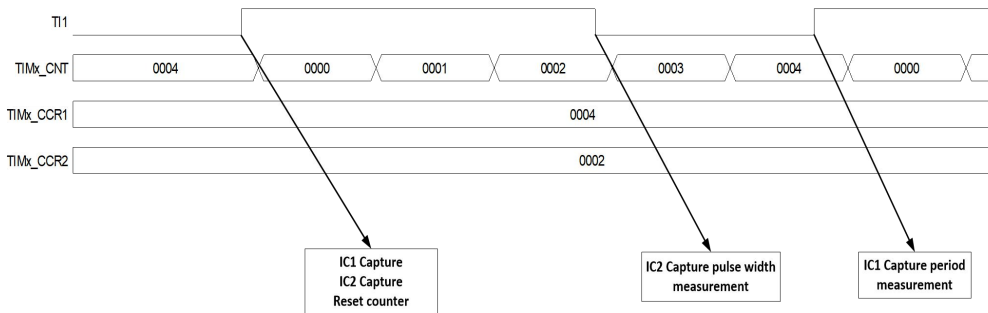 TI1
TIMx_CNT 0004 0000 0001 0002 0003 0004 0000
TIMx_CCR1 0004
TIMx_CCR2 0002
IC1 Capture
IC2 Capture
Reset counter
IC2 Capture pulse width
measurement
IC1 Capture period
measurement